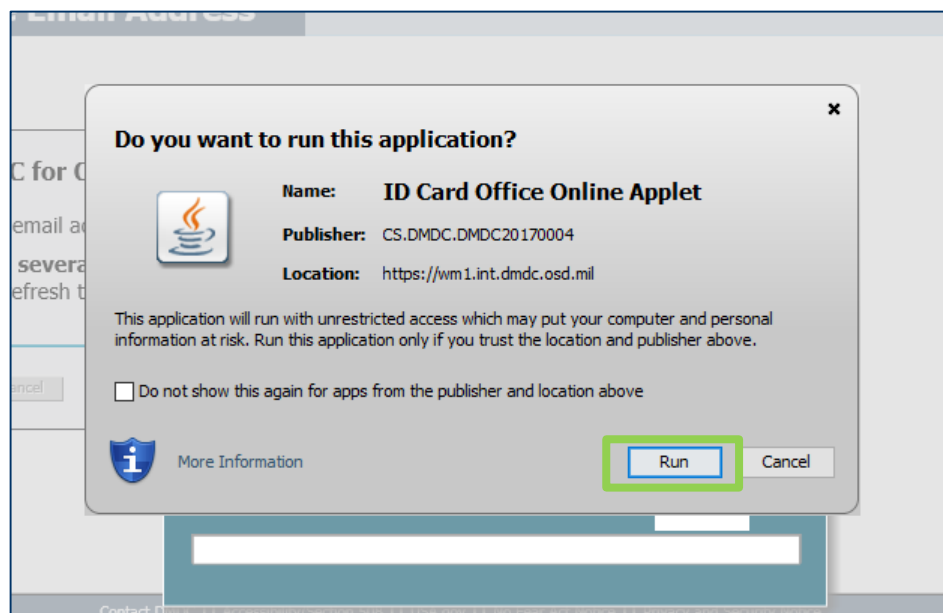 Email Address
Do you want to run this application?
C for
Name: ID Card Office Online Applet
email
Publisher: CS.DMDC.DMDC20170004
severa
Location: https://wm1.int.dmdc.osd.mil
efresh t
This application will run with unrestricted access which may put your computer and personal
information at risk. Run this application only if you trust the location and publisher above.
ancel
Do not show this again for apps from the publisher and location above
More Information
Run
Cancel
Contact